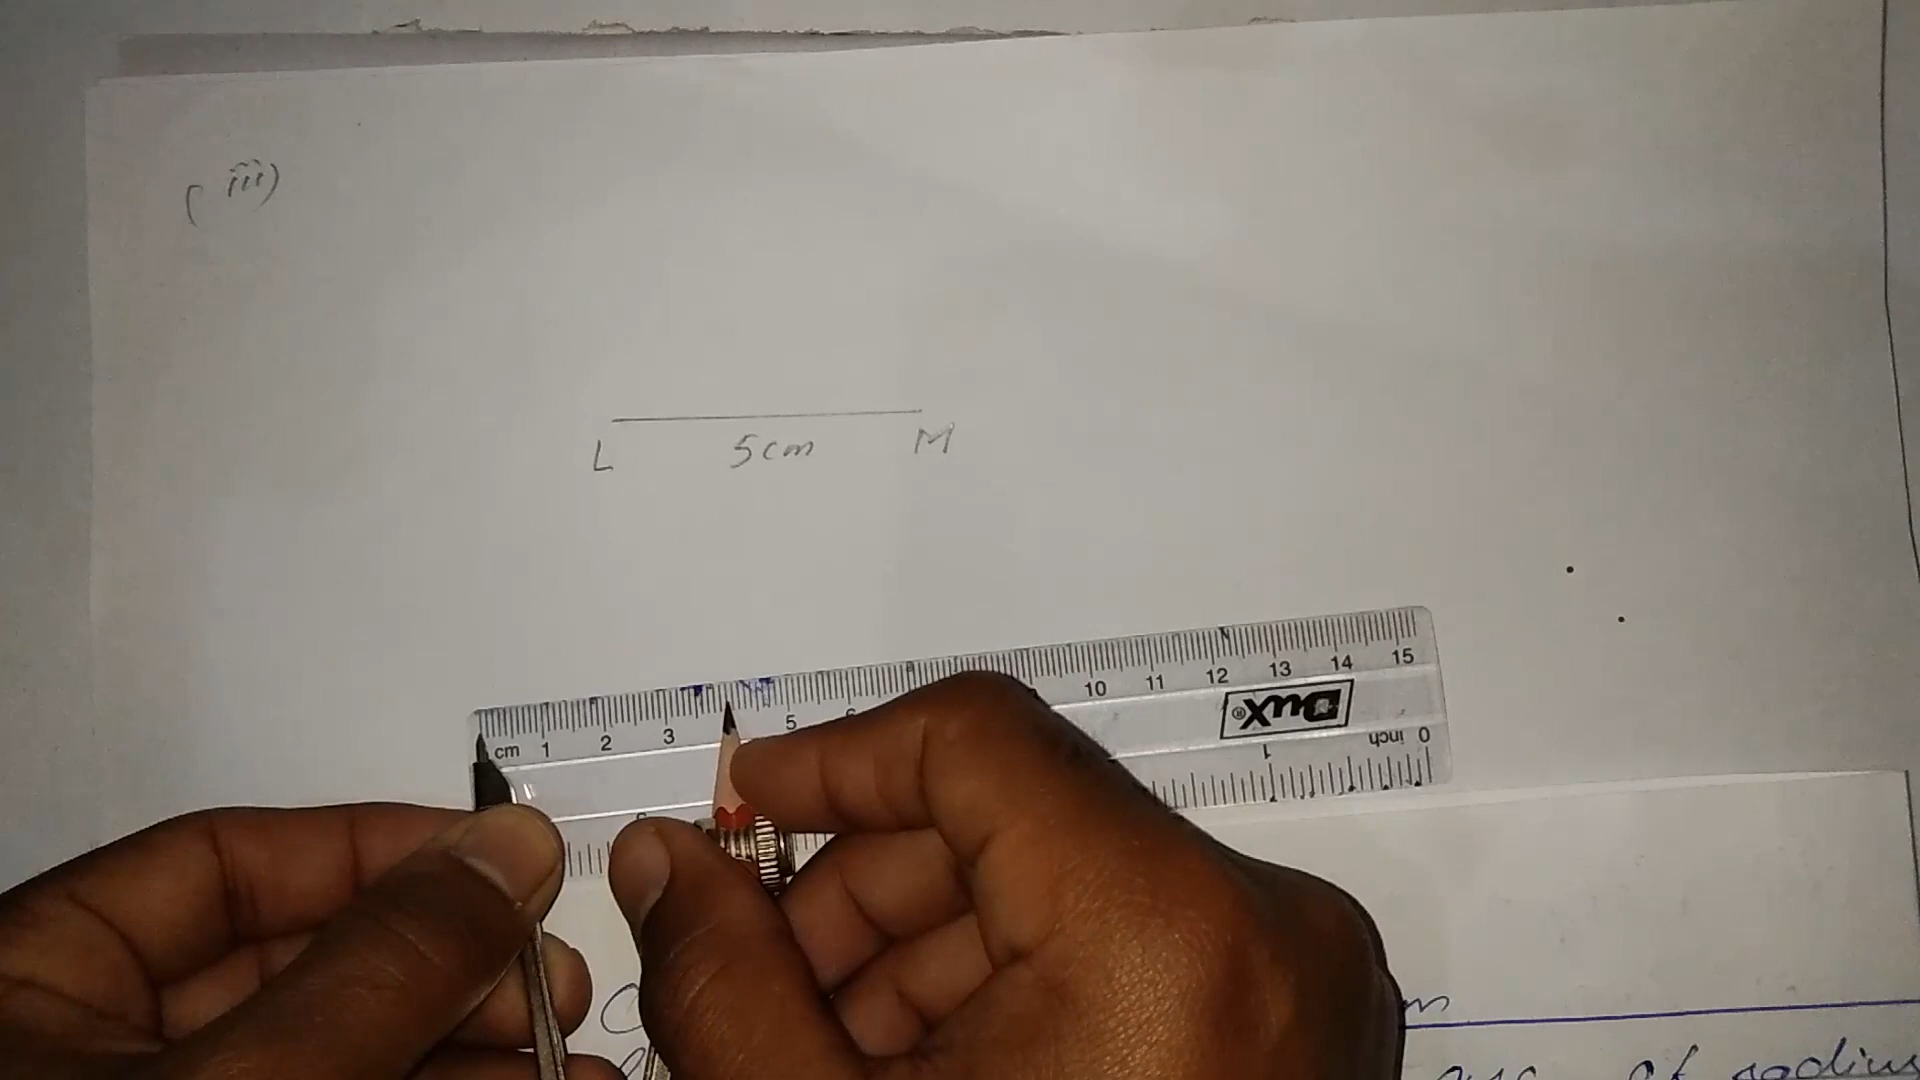 (iii)
L 5cm M
cm 1 2 3 5 10 11 12 13 14 15
DUX®
1 inch 0
arc of radius